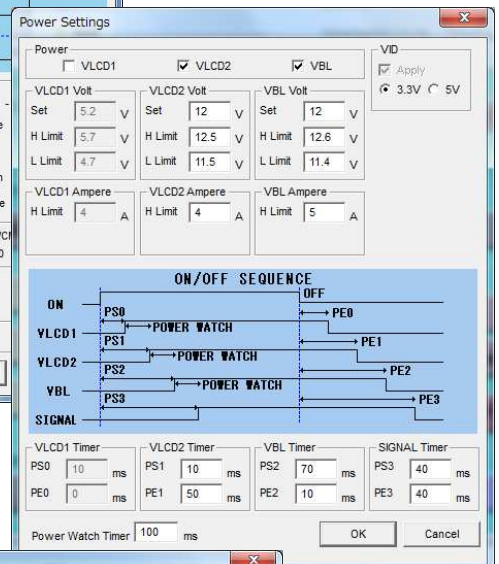 Power Settings
Power
VLCD1
VLCD2
VBL
VID
Apply
3.3V
5V
VLCD1 Volt
Set 5.2 V
H Limit 5.7 V
L Limit 4.7 V
VLCD2 Volt
Set 12 V
H Limit 12.5 V
L Limit 11.5 V
VBL Volt
Set 12 V
H Limit 12.6 V
L Limit 11.4 V
VLCD1 Ampere
H Limit 4 A
VLCD2 Ampere
H Limit 4 A
VBL Ampere
H Limit 5 A
ON/OFF SEQUENCE
ON
OFF
PS0
PE0
VLCD1
POWER WATCH
PS1
PE1
VLCD2
POWER WATCH
PS2
PE2
VBL
POWER WATCH
PS3
PE3
SIGNAL
VLCD1 Timer
PS0 10 ms
PE0 0 ms
VLCD2 Timer
PS1 10 ms
PE1 50 ms
VBL Timer
PS2 70 ms
PE2 10 ms
SIGNAL Timer
PS3 40 ms
PE3 40 ms
Power Watch Timer 100 ms
OK
Cancel